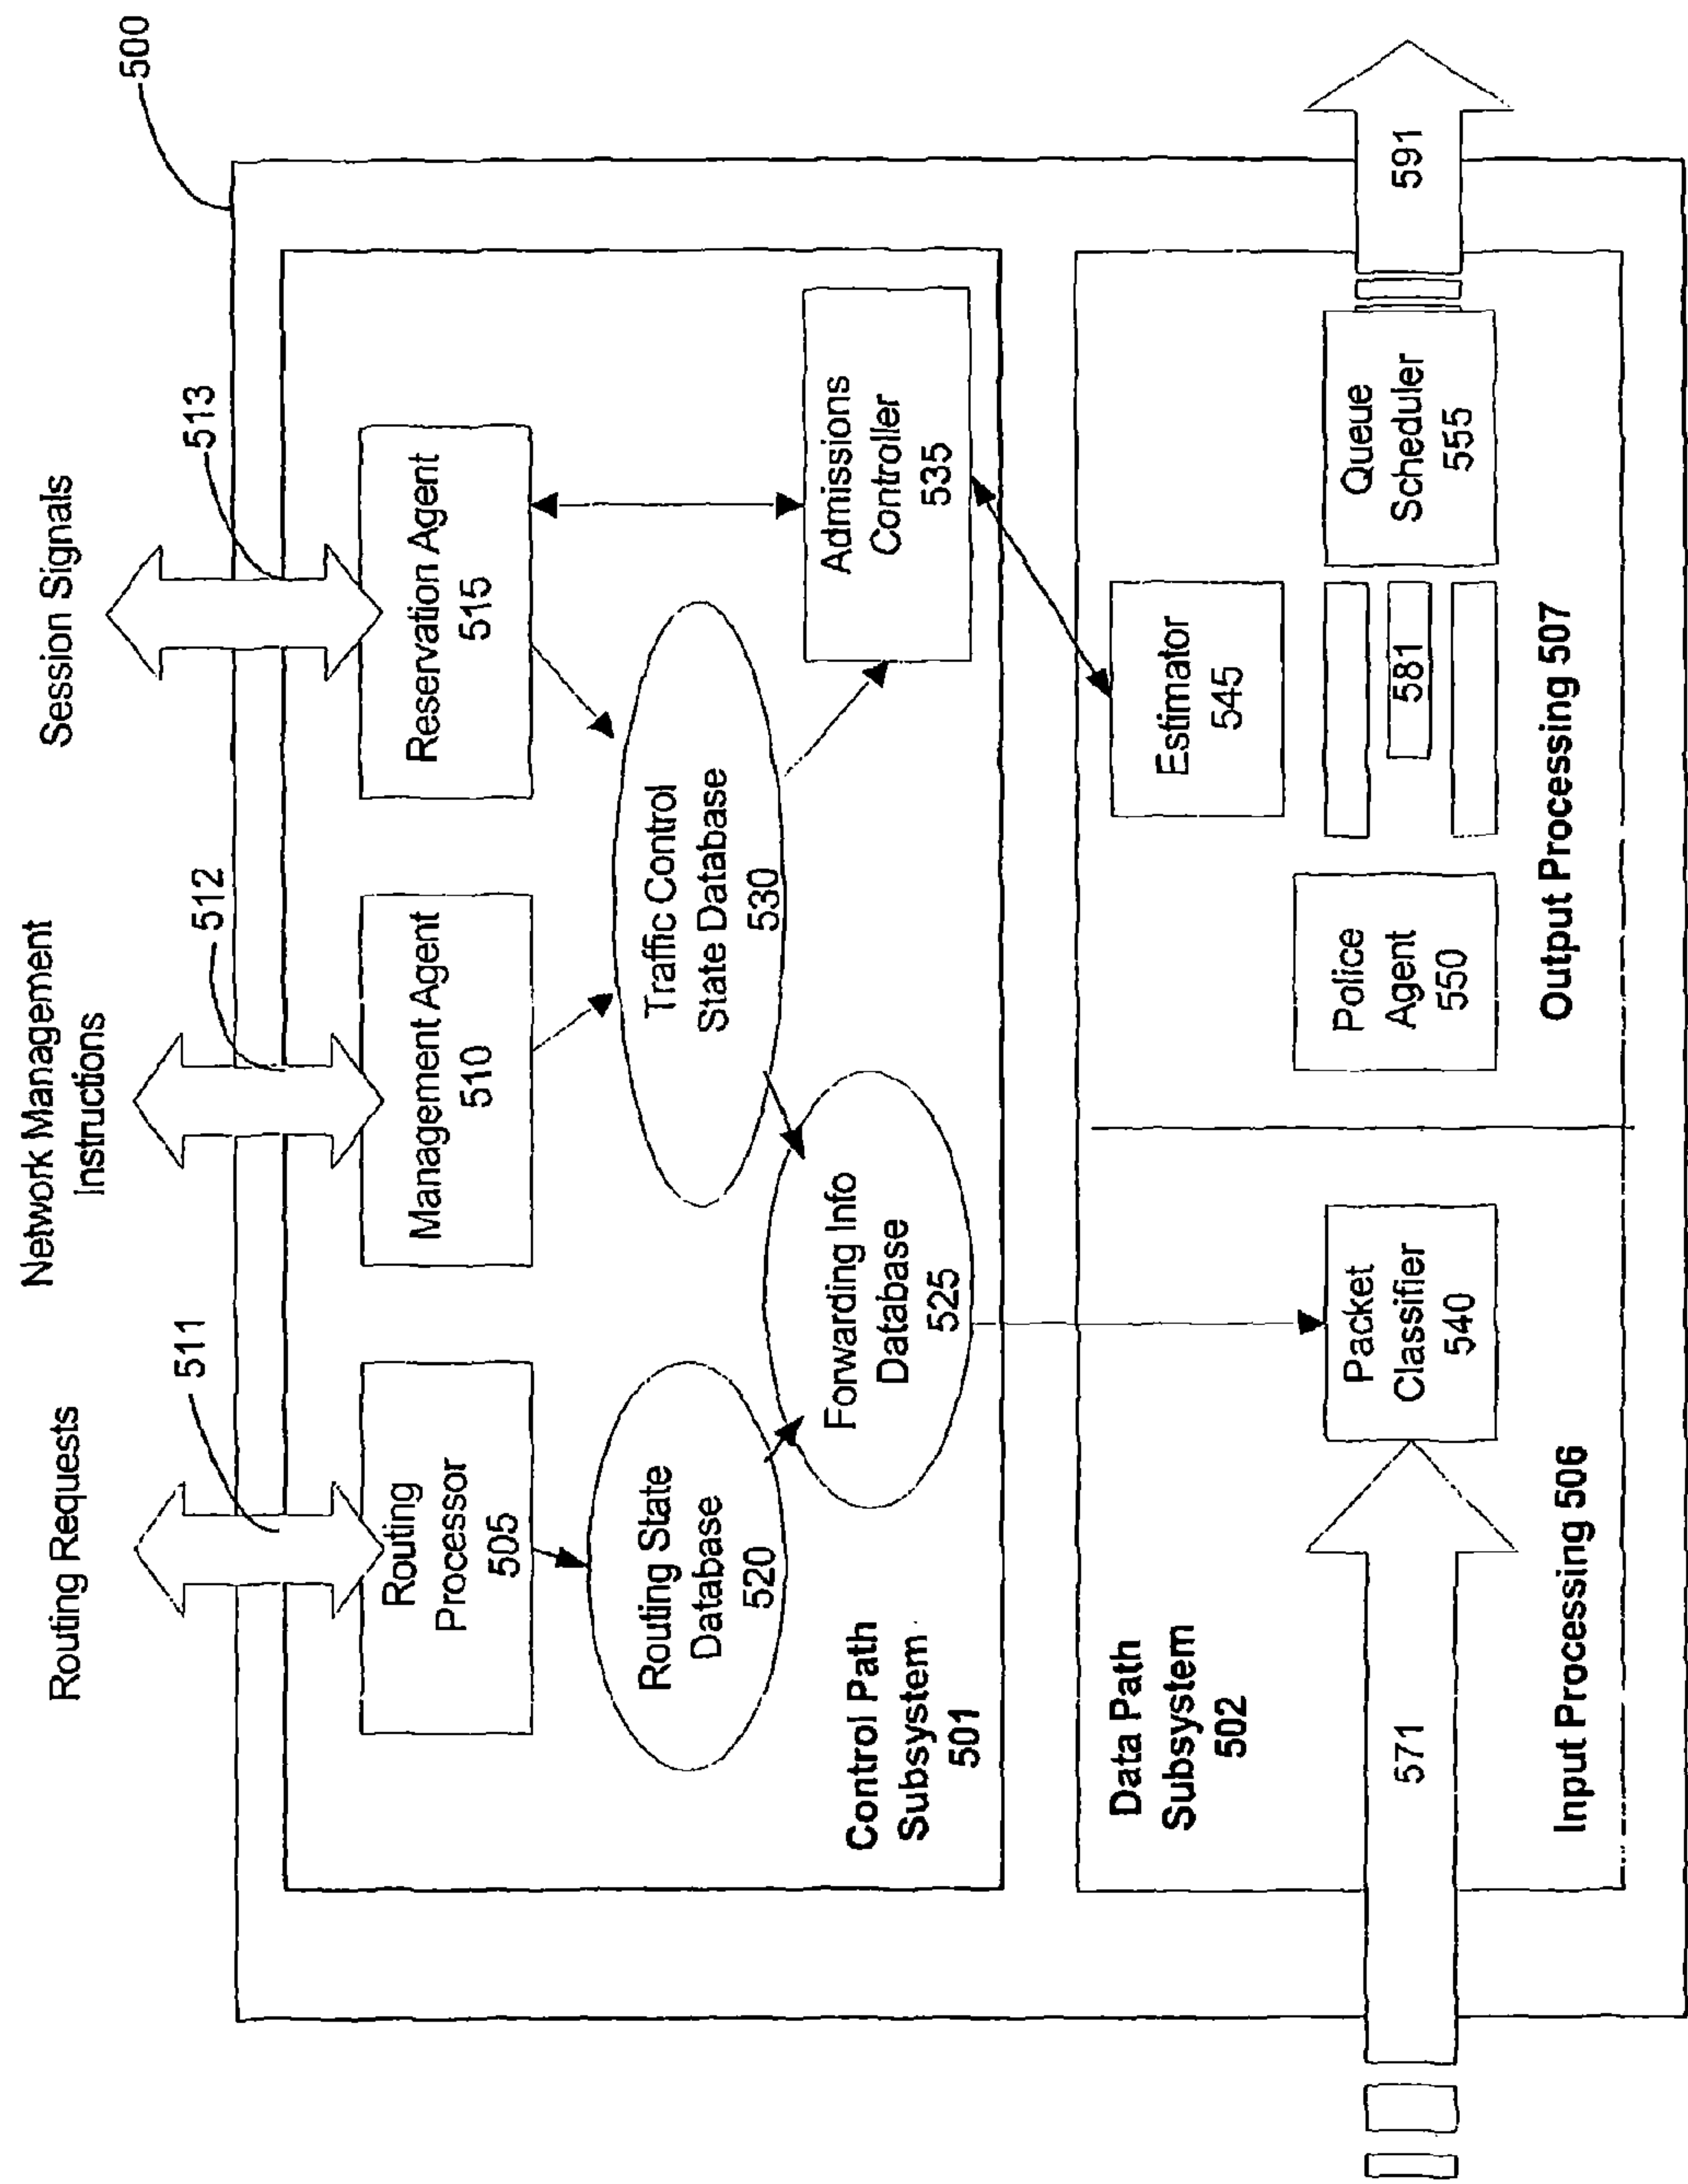 Routing Requests
Network Management
Instructions
Session Signals
500
511
512
513
Routing
Processor
505
Management Agent
510
Reservation Agent
515
Routing State
Database
520
Traffic Control
State Database
530
Forwarding Info
Database
525
Admissions
Controller
535
Control Path
Subsystem
501
Data Path
Subsystem
502
Estimator
545
571
Packet
Classifier
540
Police
Agent
550
581
Queue
Scheduler
555
591
Input Processing 506
Output Processing 507